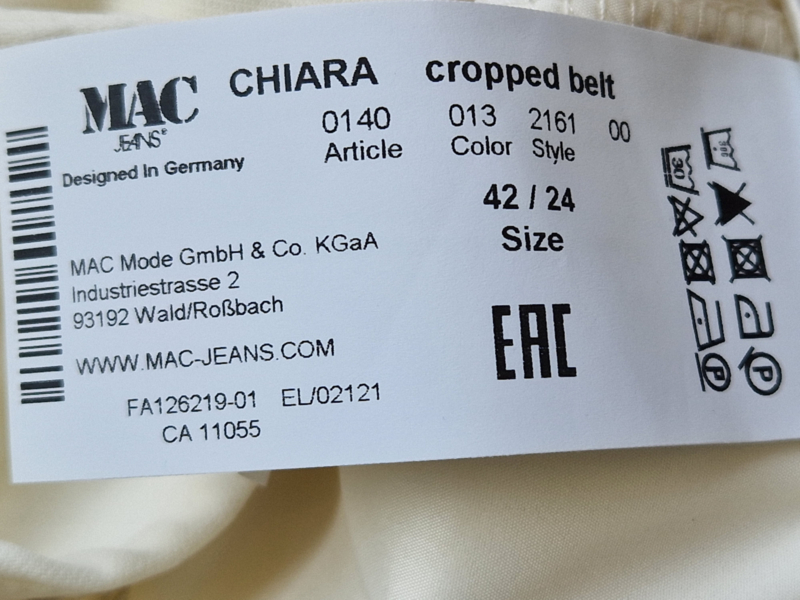 MAC
JEANS®
CHIARA cropped belt
0140 013 2161 00
Article Color Style
Designed In Germany
42 / 24
Size
MAC Mode GmbH & Co. KGaA
Industriestrasse 2
93192 Wald/Roßbach
WWW.MAC-JEANS.COM
FA126219-01 EL/02121
CA 11055
EAC
30
P
P